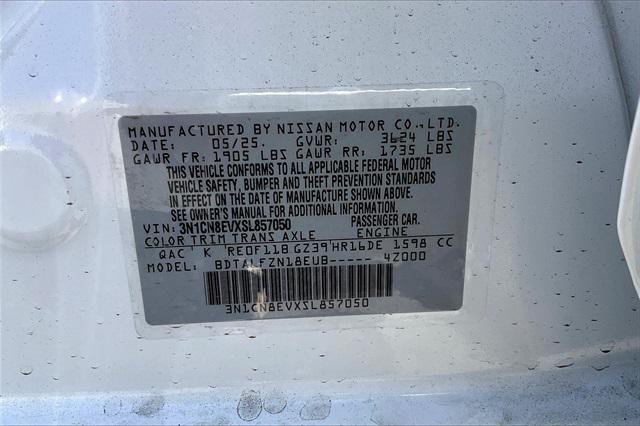 MANUFACTURED BY NISSAN MOTOR CO., LTD.
DATE: 05/25. GVWR: 3624 LBS
GAWR FR: 1905 LBS GAWR RR: 1735 LBS
THIS VEHICLE CONFORMS TO ALL APPLICABLE FEDERAL MOTOR
VEHICLE SAFETY, BUMPER AND THEFT PREVENTION STANDARDS
IN EFFECT ON THE DATE OF MANUFACTURE SHOWN ABOVE.
SEE OWNER'S MANUAL FOR ADDITIONAL INFORMATION.
VIN: 3N1CN8EVXSL857050 PASSENGER CAR.
COLOR TRIM TRANS AXLE ENGINE
QAC K RE0F11B GZ39 HR16DE 1598 CC
MODEL: BDTALFZN18EUB----- 4Z000
3N1CN8EVXSL857050